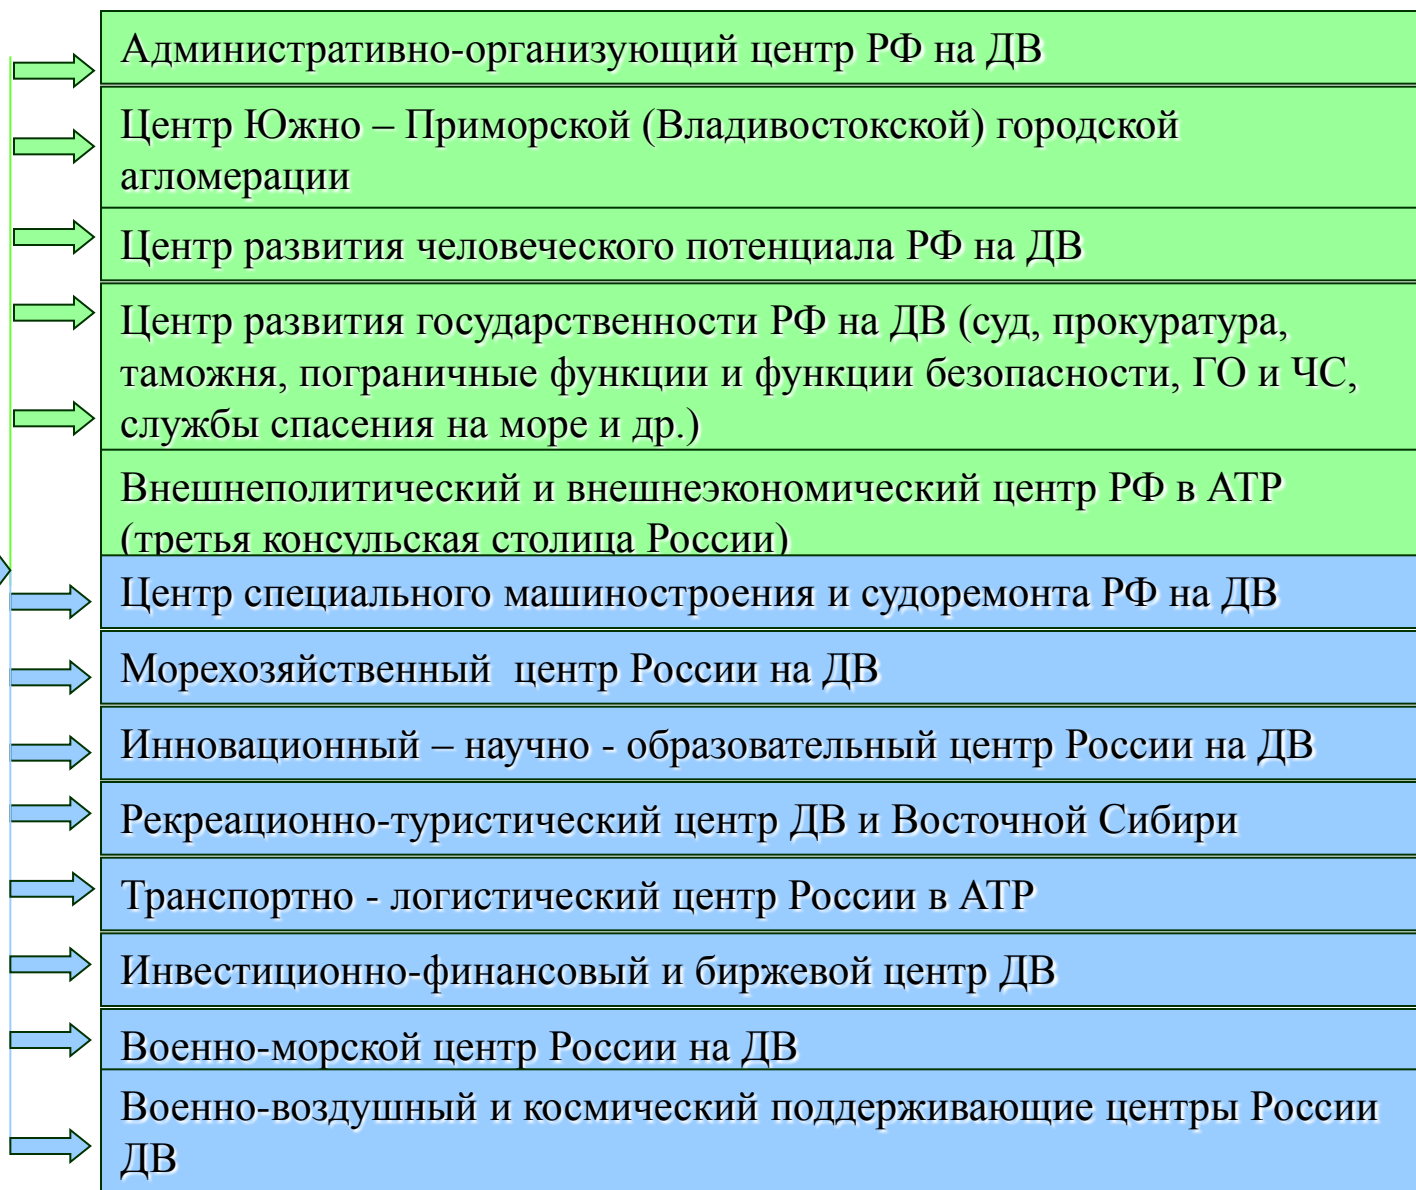 Административно-организующий центр РФ на ДВ
Центр Южно – Приморской (Владивостокской) городской
агломерации
Центр развития человеческого потенциала РФ на ДВ
Центр развития государственности РФ на ДВ (суд, прокуратура,
таможня, пограничные функции и функции безопасности, ГО и ЧС,
службы спасения на море и др.)
Внешнеполитический и внешнеэкономический центр РФ в АТР
(третья консульская столица России)
Центр специального машиностроения и судоремонта РФ на ДВ
Морехозяйственный  центр России на ДВ
Инновационный – научно - образовательный центр России на ДВ
Рекреационно-туристический центр ДВ и Восточной Сибири
Транспортно - логистический центр России в АТР
Инвестиционно-финансовый и биржевой центр ДВ
Военно-морской центр России на ДВ
Военно-воздушный и космический поддерживающие центры России
ДВ